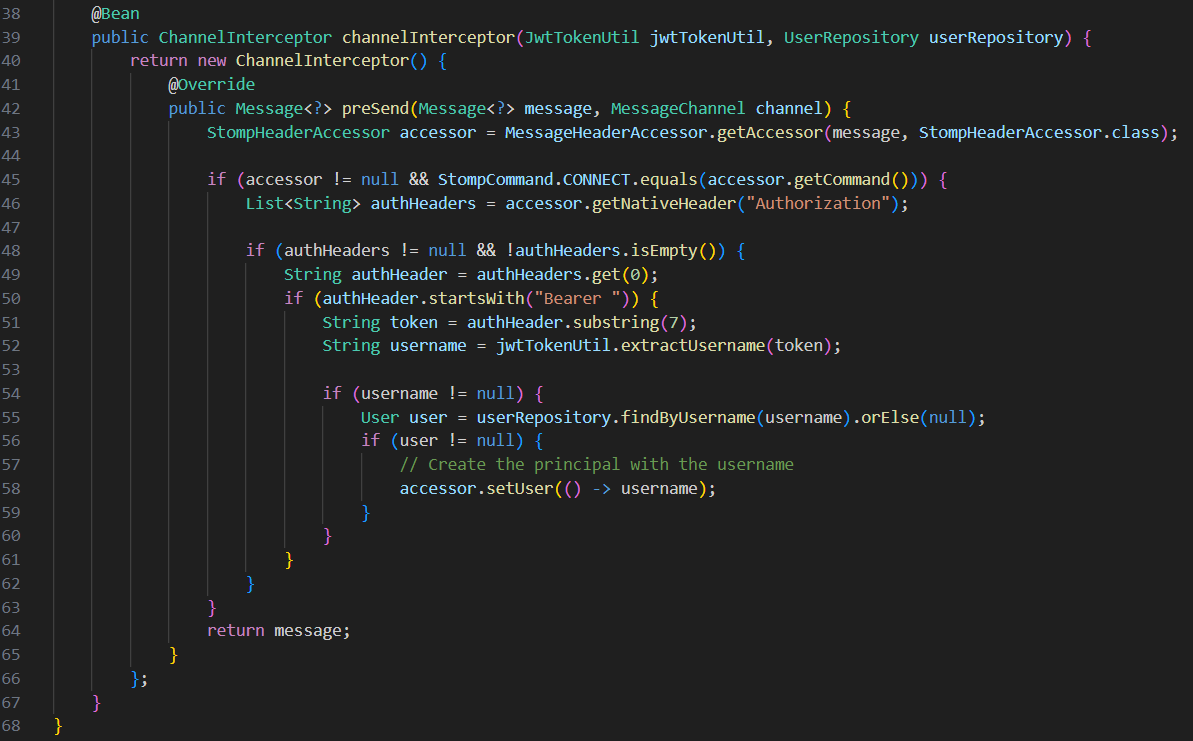 38 @Bean
39 public ChannelInterceptor channelInterceptor(JwtTokenUtil jwtTokenUtil, UserRepository userRepository) {
40 return new ChannelInterceptor() {
41 @Override
42 public Message<?> preSend(Message<?> message, MessageChannel channel) {
43 StompHeaderAccessor accessor = MessageHeaderAccessor.getAccessor(message, StompHeaderAccessor.class);
44
45 if (accessor != null && StompCommand.CONNECT.equals(accessor.getCommand())) {
46 List<String> authHeaders = accessor.getNativeHeader("Authorization");
47
48 if (authHeaders != null && !authHeaders.isEmpty()) {
49 String authHeader = authHeaders.get(0);
50 if (authHeader.startsWith("Bearer ")) {
51 String token = authHeader.substring(7);
52 String username = jwtTokenUtil.extractUsername(token);
53
54 if (username != null) {
55 User user = userRepository.findByUsername(username).orElse(null);
56 if (user != null) {
57 // Create the principal with the username
58 accessor.setUser(() -> username);
59 }
60 }
61 }
62 }
63 }
64 return message;
65 }
66 };
67 }
68 }